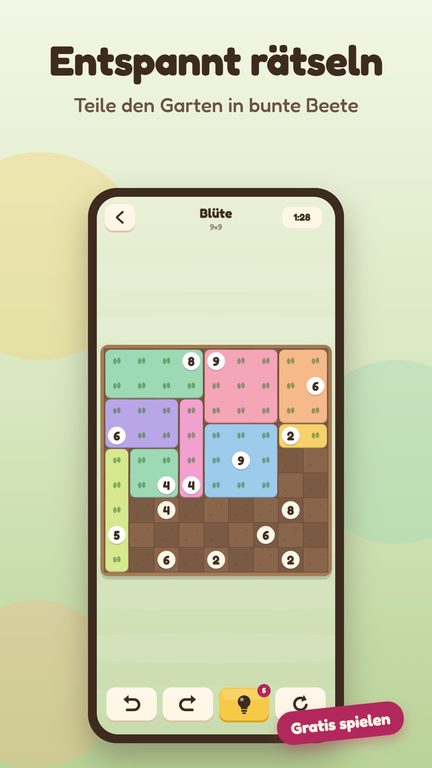 Entspannt rätseln
Teile den Garten in bunte Beete
Blüte
9×9
1:28
8 9
6
6 2
9
4 4
4 8
5 6
6 2 2
5
Gratis spielen